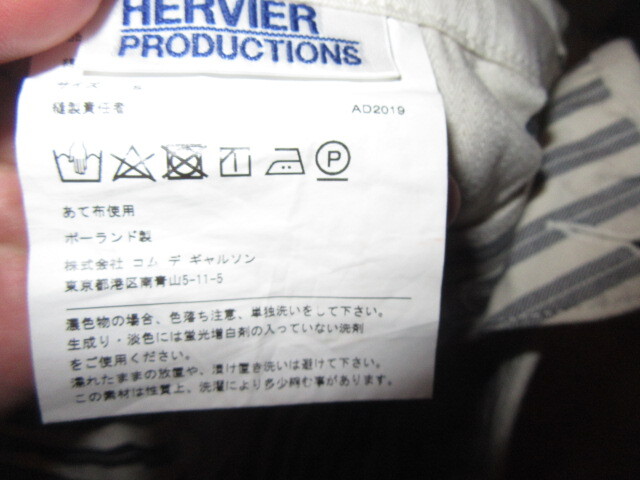 HERVIER
PRODUCTIONS
サイズ
縫製責任者 AD2019
P
あて布使用
ポーランド製
株式会社 コム デ ギャルソン
東京都港区南青山5-11-5
濃色物の場合、色落ち注意、単独洗いをして下さい。
生成り・淡色には蛍光増白剤の入っていない洗剤
をご使用ください。
濡れたままの放置や、漬け置き洗いは避けて下さい。
この素材は性質上、洗濯により多少縮む事があります。